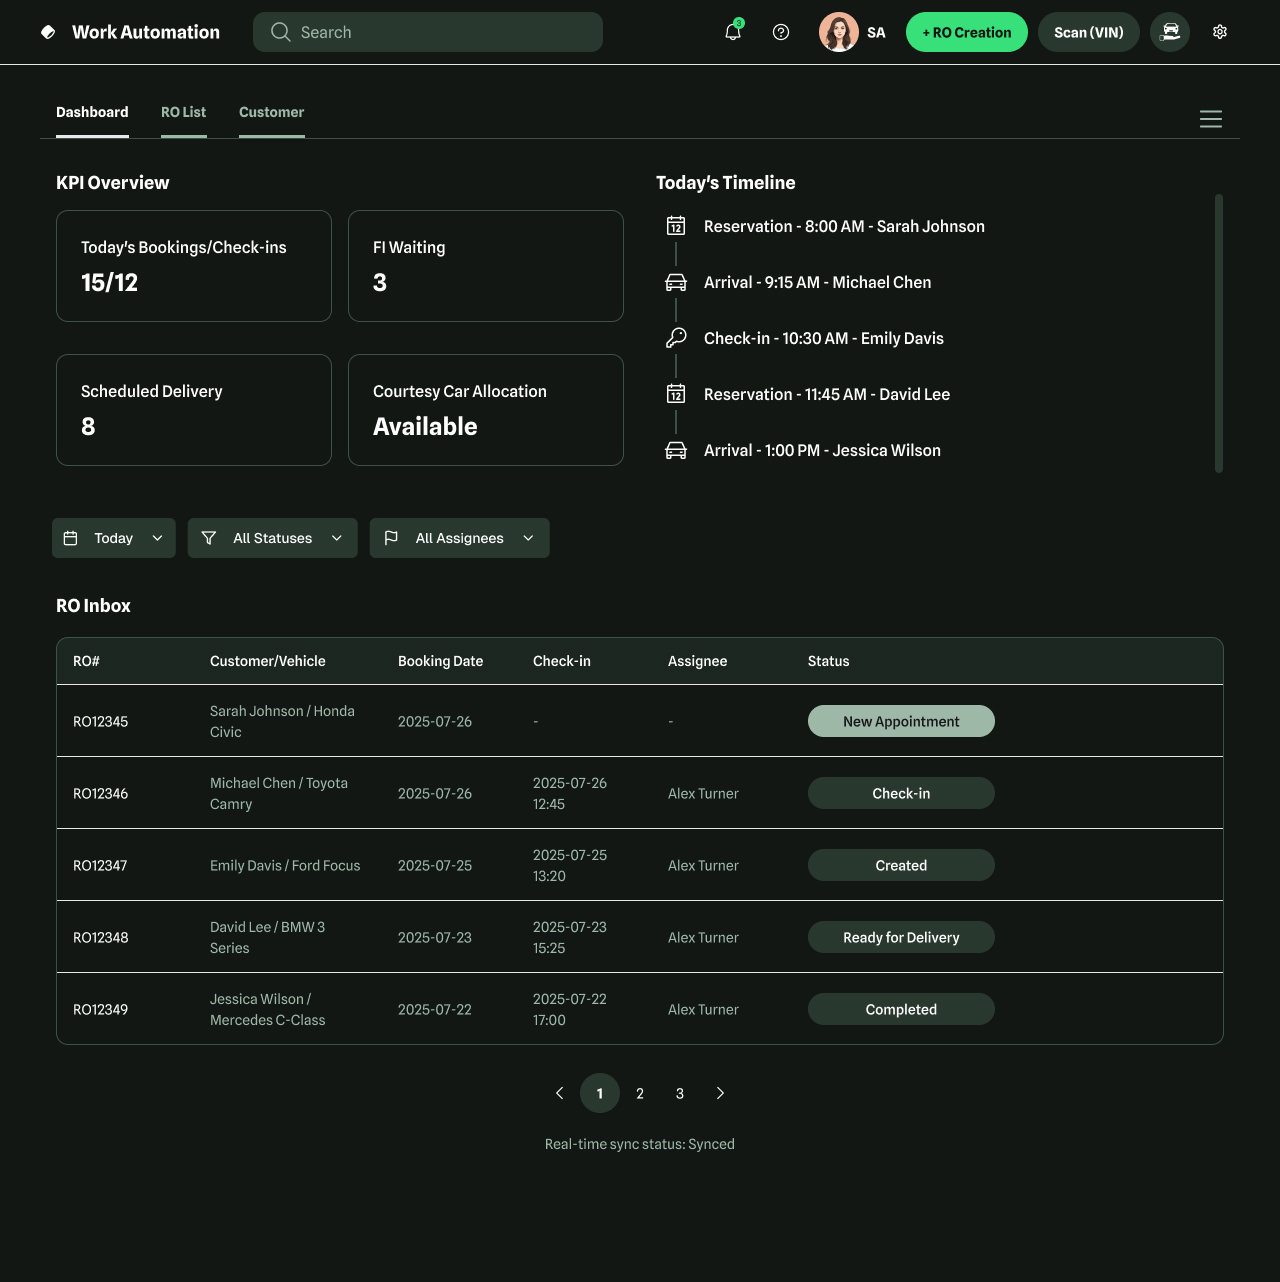 Work Automation
Search
3
SA
+ RO Creation
Scan (VIN)
Dashboard
RO List
Customer
KPI Overview
Today's Bookings/Check-ins
15/12
FI Waiting
3
Scheduled Delivery
8
Courtesy Car Allocation
Available
Today's Timeline
12
Reservation - 8:00 AM - Sarah Johnson
Arrival - 9:15 AM - Michael Chen
Check-in - 10:30 AM - Emily Davis
12
Reservation - 11:45 AM - David Lee
Arrival - 1:00 PM - Jessica Wilson
Today
All Statuses
All Assignees
RO Inbox
RO# Customer/Vehicle Booking Date Check-in Assignee Status
RO12345
Sarah Johnson / Honda
Civic
2025-07-26
-
-
New Appointment
RO12346
Michael Chen / Toyota
Camry
2025-07-26
2025-07-26
12:45
Alex Turner
Check-in
RO12347
Emily Davis / Ford Focus
2025-07-25
2025-07-25
13:20
Alex Turner
Created
RO12348
David Lee / BMW 3
Series
2025-07-23
2025-07-23
15:25
Alex Turner
Ready for Delivery
RO12349
Jessica Wilson /
Mercedes C-Class
2025-07-22
2025-07-22
17:00
Alex Turner
Completed
1 2 3
Real-time sync status: Synced